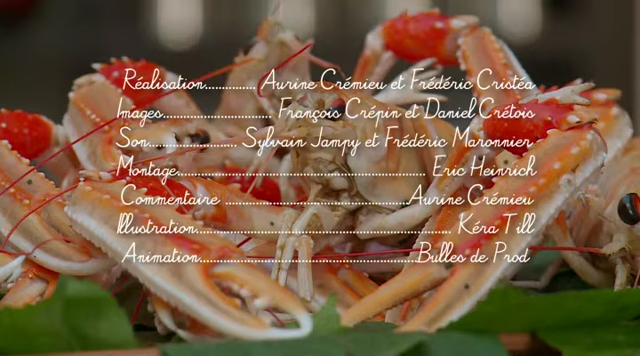 Réalisation.............. Aurine Crémieu et Frédéric Cristéa
Images............................. François Crépin et Daniel Crétois
Son........................ Sylvain Jampy et Frédéric Maronnier
Montage.................................................................. Eric Heinrich
Commentaire .................................................Aurine Crémieu
Illustration.................................................................... Kéra Till
Animation.........................................................Bulles de Prod